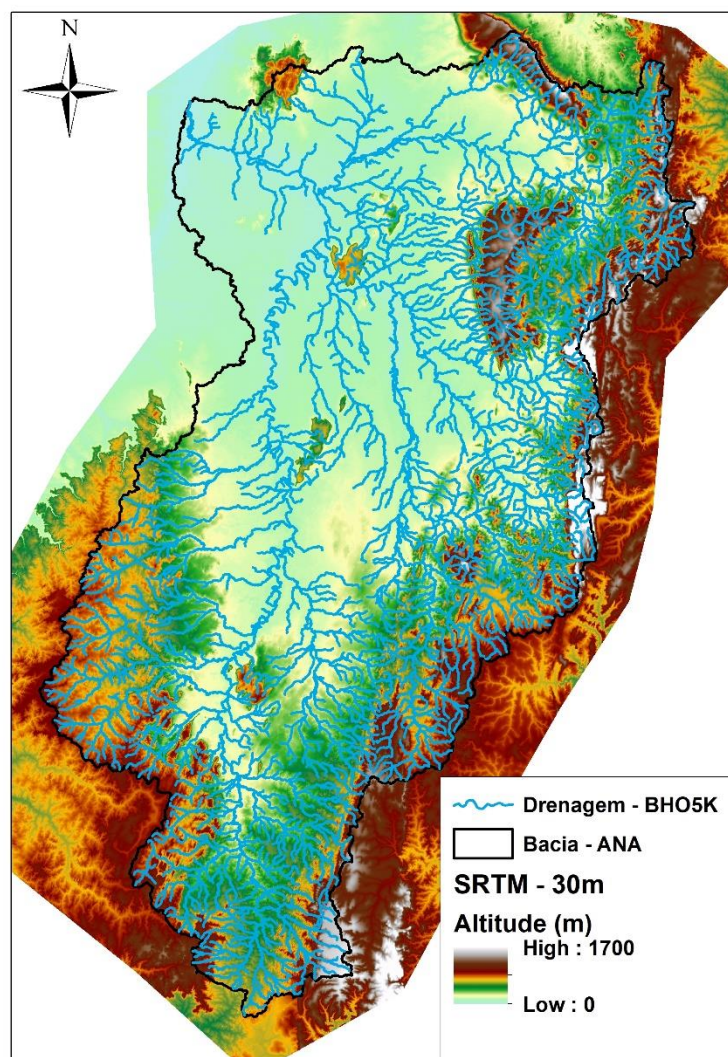 N
Drenagem - BHO5K
Bacia - ANA
SRTM - 30m
Altitude (m)
High : 1700
Low : 0